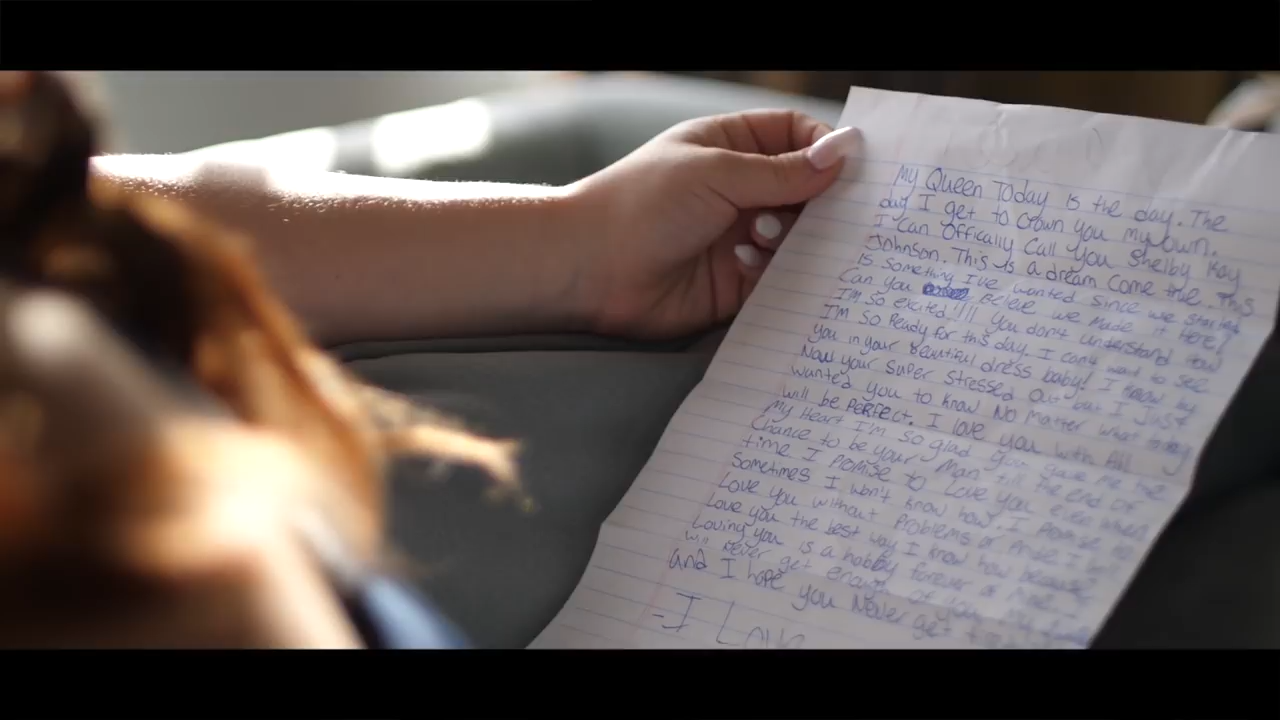 My Queen Today is the day. The
day I get to crown you my own.
I can Offically Call you Shelby Kay
Johnson. This is a dream come true. This
is something I've wanted since we started
Can you Beleve we made it here?
I'm so excited!!!! You don't understand how
I'm so Ready for this day. I can't want to see
you in your beautiful dress baby! I know by
Now your super stressed out but I Just
wanted you to know No Matter what today
will be PERFECT. I love you with All
My Heart I'm so glad you gave me the
Chance to be your Man till the end of
time I Promise to Love you even when
Sometimes I won't know how. I Promise
Love you without Problems or Pride I
Love you the best way I know how because
Loving you is a hobby forever of mine I
will Never get enough of you
and I hope you Never get
-I Love